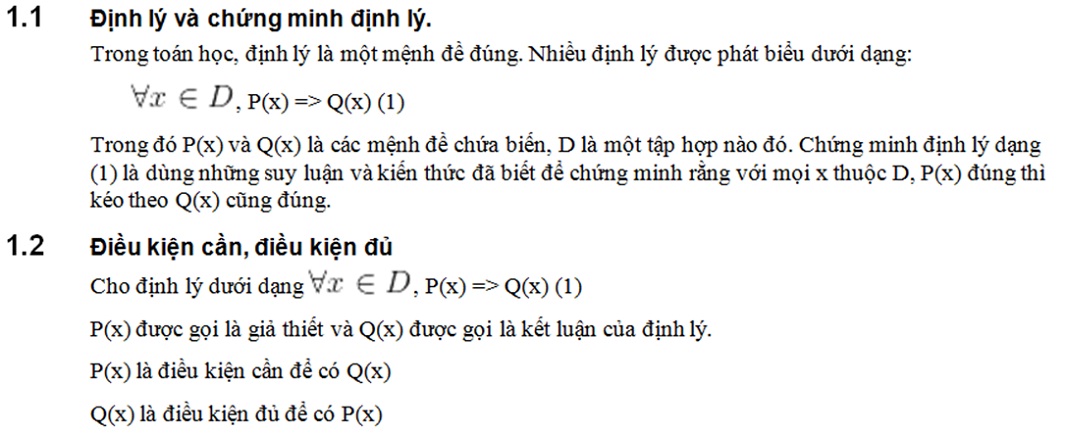 1.1 Định lý và chứng minh định lý.
Trong toán học, định lý là một mệnh đề đúng. Nhiều định lý được phát biểu dưới dạng:
∀x ∈ D, P(x) => Q(x) (1)
Trong đó P(x) và Q(x) là các mệnh đề chứa biến, D là một tập hợp nào đó. Chứng minh định lý dạng
(1) là dùng những suy luận và kiến thức đã biết để chứng minh rằng với mọi x thuộc D, P(x) đúng thì
kéo theo Q(x) cũng đúng.
1.2 Điều kiện cần, điều kiện đủ
Cho định lý dưới dạng ∀x ∈ D, P(x) => Q(x) (1)
P(x) được gọi là giả thiết và Q(x) được gọi là kết luận của định lý.
P(x) là điều kiện cần để có Q(x)
Q(x) là điều kiện đủ để có P(x)